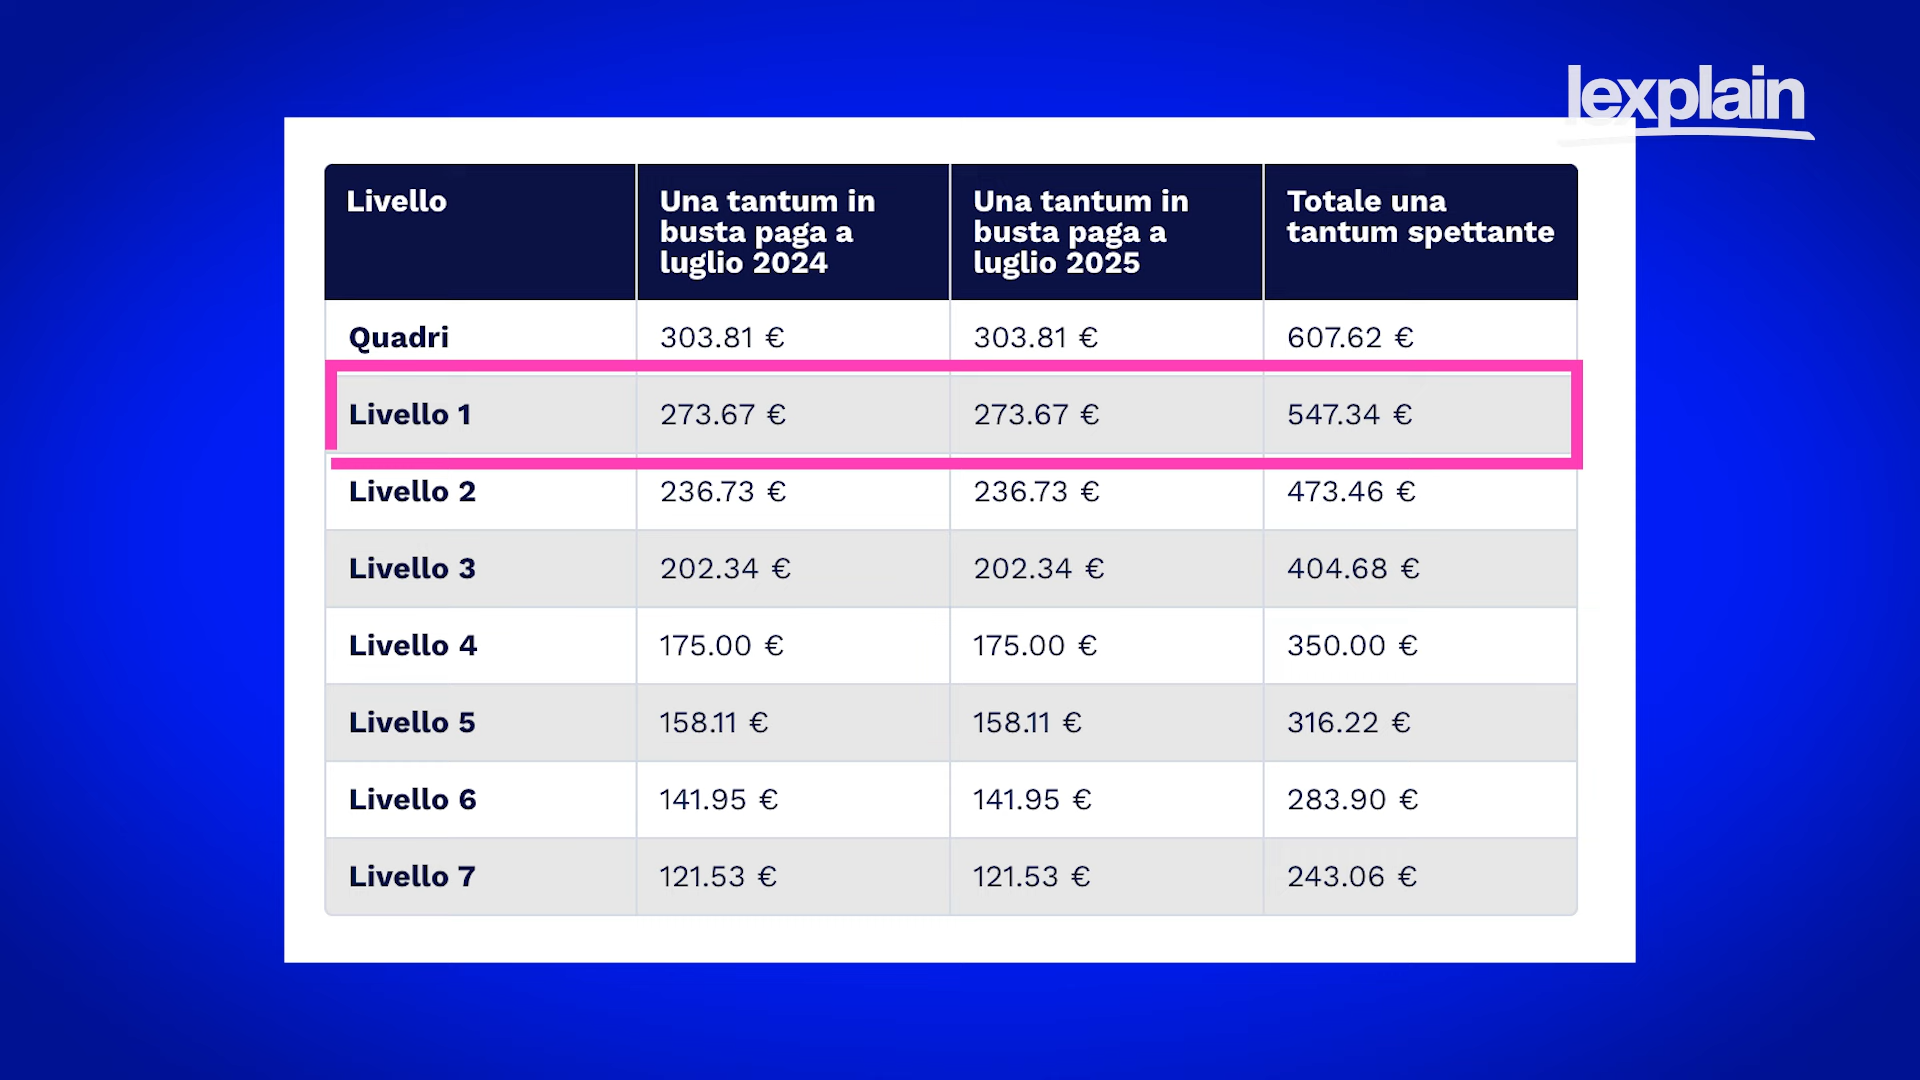 lexplain
Livello
Una tantum in
busta paga a
luglio 2024
Una tantum in
busta paga a
luglio 2025
Totale una
tantum spettante
Quadri 303.81 € 303.81 € 607.62 €
Livello 1 273.67 € 273.67 € 547.34 €
Livello 2 236.73 € 236.73 € 473.46 €
Livello 3 202.34 € 202.34 € 404.68 €
Livello 4 175.00 € 175.00 € 350.00 €
Livello 5 158.11 € 158.11 € 316.22 €
Livello 6 141.95 € 141.95 € 283.90 €
Livello 7 121.53 € 121.53 € 243.06 €